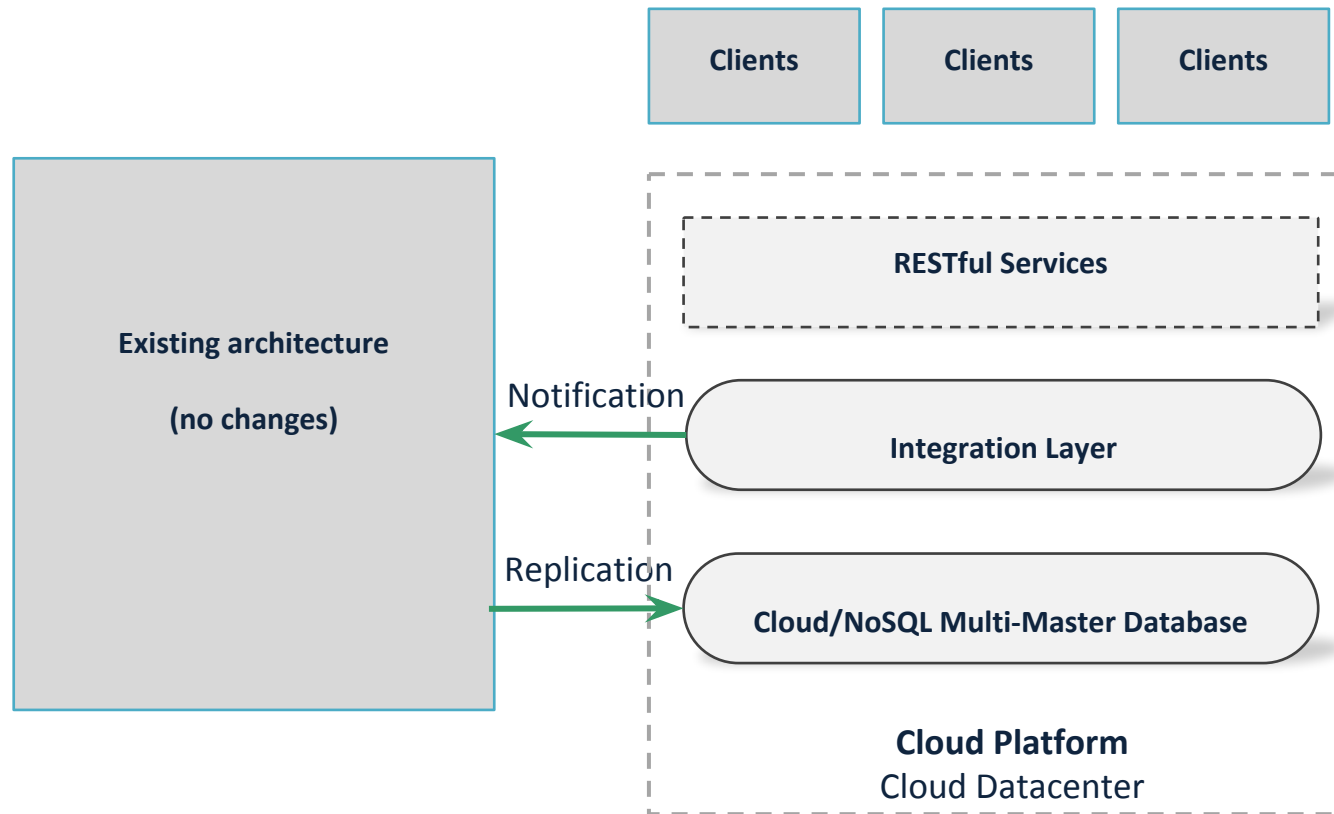 Clients
Clients
Clients
RESTful Services
Existing architecture
(no changes)
Notification
Integration Layer
Replication
Cloud/NoSQL Multi-Master Database
Cloud Platform
Cloud Datacenter